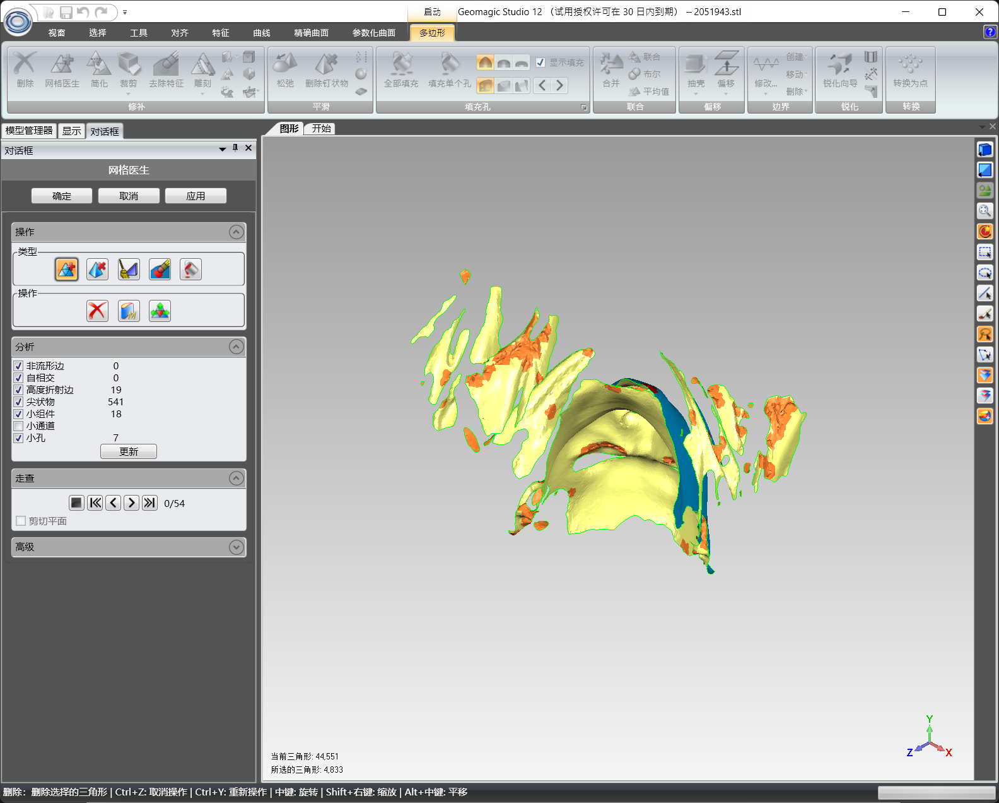 启动
Geomagic Studio 12 （试用授权许可在 30 日内到期） -- 2051943.stl
视窗 选择 工具 对齐 特征 曲线 精确曲面 参数化曲面 多边形
删除 网格医生 简化 裁剪 去除特征 雕刻
修补
松弛 删除钉状物
平滑
全部填充 填充单个孔 显示填充
填充孔
合并 联合 布尔 平均值
联合
抽壳 偏移
偏移
修改... 创建 移动 删除
边界
锐化向导
锐化
转换为点
转换
模型管理器 显示 对话框
图形 开始
对话框
网格医生
确定 取消 应用
操作
类型
操作
分析
非流形边 0
自相交 0
高度折射边 19
尖状物 541
小组件 18
小通道
小孔 7
更新
走查
0/54
剪切平面
高级
Y
Z X
当前三角形: 44,551
所选的三角形: 4,833
删除: 删除选择的三角形 | Ctrl+Z: 取消操作 | Ctrl+Y: 重新操作 | 中键: 旋转 | Shift+右键: 缩放 | Alt+中键: 平移